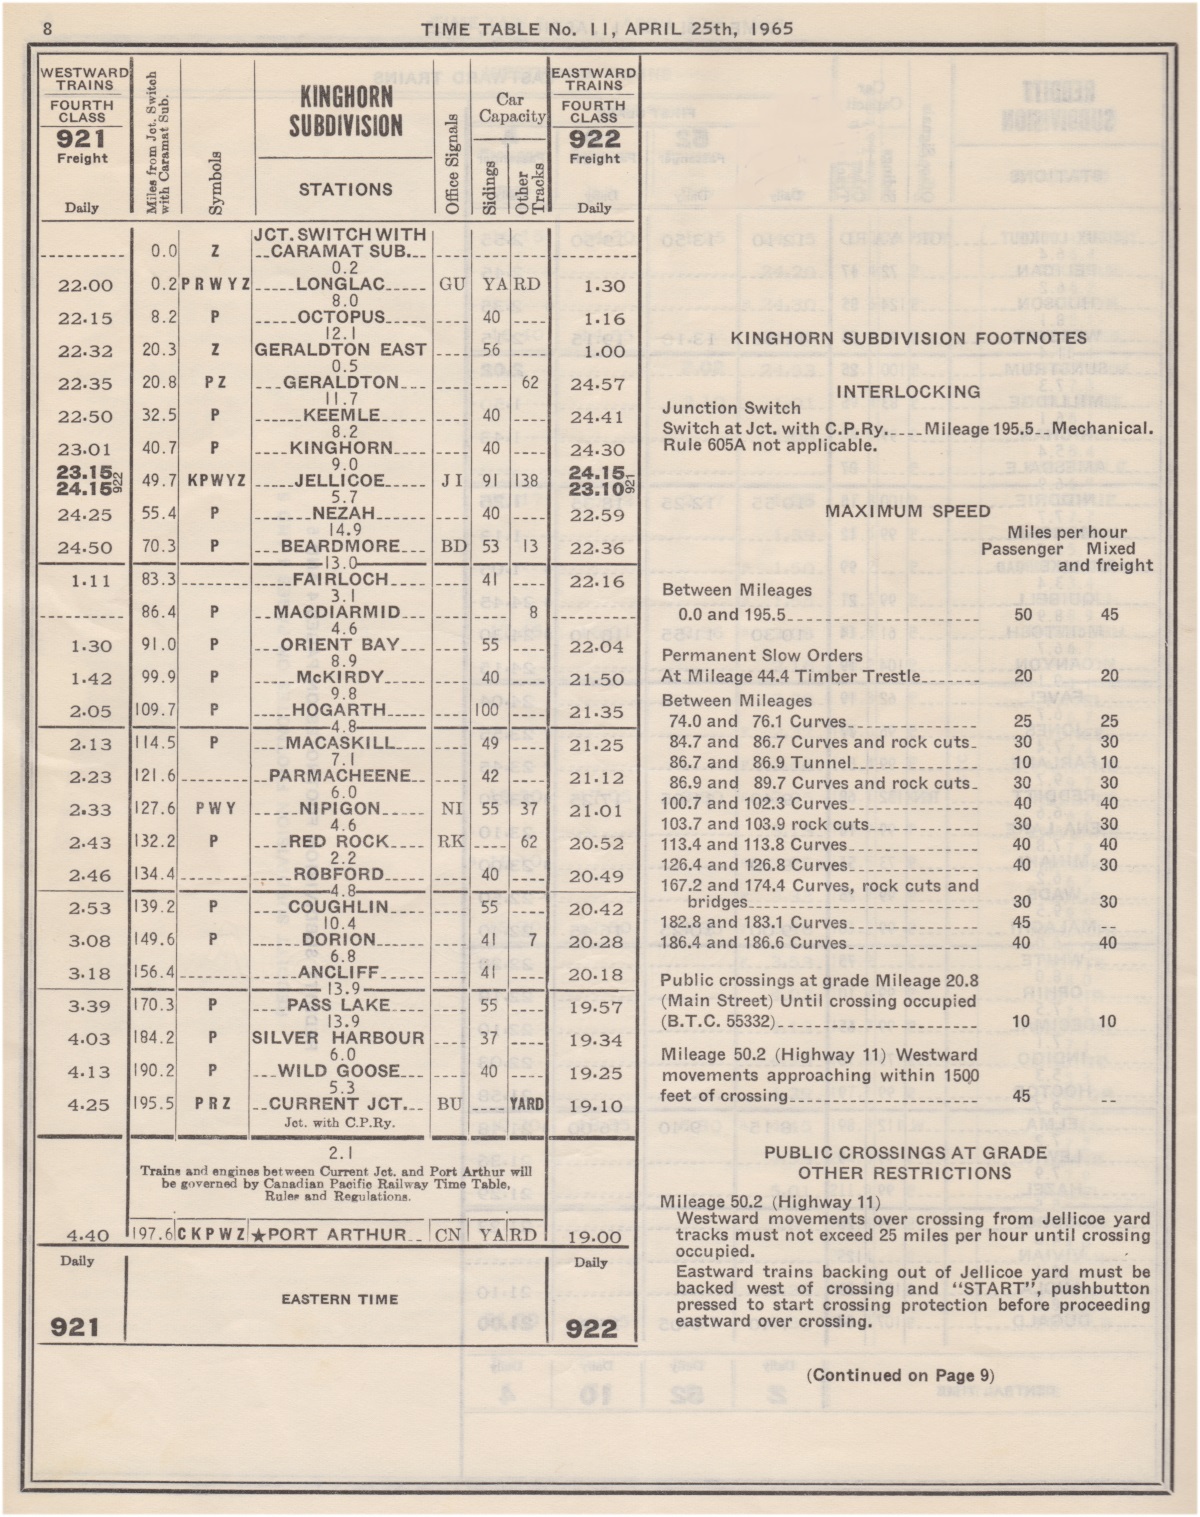 8
TIME TABLE No. 11, APRIL 25th, 1965
WESTWARD TRAINS
FOURTH CLASS
921
Freight
Daily
Miles from Jct. Switch with Caramat Sub.
Symbols
KINGHORN SUBDIVISION
STATIONS
Office Signals
Car Capacity
Sidings
Other Tracks
EASTWARD TRAINS
FOURTH CLASS
922
Freight
Daily
JCT. SWITCH WITH
0.0 Z CARAMAT SUB.
0.2
22.00 0.2 PRWYZ LONGLAC GU YARD 1.30
8.0
22.15 8.2 P OCTOPUS 40 1.16
12.1
22.32 20.3 Z GERALDTON EAST 56 1.00
0.5
22.35 20.8 PZ GERALDTON 62 24.57
11.7
22.50 32.5 P KEEMLE 40 24.41
8.2
23.01 40.7 P KINGHORN 40 24.30
9.0
23.15 24.15 922 49.7 KPWYZ JELLICOE JI 91 138 24.15 23.10 921
5.7
24.25 55.4 P NEZAH 40 22.59
14.9
24.50 70.3 P BEARDMORE BD 53 13 22.36
13.0
1.11 83.3 FAIRLOCH 41 22.16
3.1
86.4 P MACDIARMID 8
4.6
1.30 91.0 P ORIENT BAY 55 22.04
8.9
1.42 99.9 P McKIRDY 40 21.50
9.8
2.05 109.7 P HOGARTH 100 21.35
4.8
2.13 114.5 P MACASKILL 49 21.25
7.1
2.23 121.6 PARMACHEENE 42 21.12
6.0
2.33 127.6 PWY NIPIGON NI 55 37 21.01
4.6
2.43 132.2 P RED ROCK RK 62 20.52
2.2
2.46 134.4 ROBFORD 40 20.49
4.8
2.53 139.2 P COUGHLIN 55 20.42
10.4
3.08 149.6 P DORION 41 7 20.28
6.8
3.18 156.4 ANCLIFF 41 20.18
13.9
3.39 170.3 P PASS LAKE 55 19.57
13.9
4.03 184.2 P SILVER HARBOUR 37 19.34
6.0
4.13 190.2 P WILD GOOSE 40 19.25
5.3
4.25 195.5 PRZ CURRENT JCT. BU YARD 19.10
Jct. with C.P.Ry.
2.1
Trains and engines between Current Jct. and Port Arthur will
be governed by Canadian Pacific Railway Time Table,
Rules and Regulations.
4.40 197.6 CKPWZ ★PORT ARTHUR CN YARD 19.00
Daily Daily
EASTERN TIME
921 922
KINGHORN SUBDIVISION FOOTNOTES
INTERLOCKING
Junction Switch
Switch at Jct. with C.P.Ry. Mileage 195.5 Mechanical.
Rule 605A not applicable.
MAXIMUM SPEED
Miles per hour
Passenger Mixed
and freight
Between Mileages
0.0 and 195.5 50 45
Permanent Slow Orders
At Mileage 44.4 Timber Trestle 20 20
Between Mileages
74.0 and 76.1 Curves 25 25
84.7 and 86.7 Curves and rock cuts 30 30
86.7 and 86.9 Tunnel 10 10
86.9 and 89.7 Curves and rock cuts 30 30
100.7 and 102.3 Curves 40 40
103.7 and 103.9 rock cuts 30 30
113.4 and 113.8 Curves 40 40
126.4 and 126.8 Curves 40 30
167.2 and 174.4 Curves, rock cuts and
bridges 30 30
182.8 and 183.1 Curves 45
186.4 and 186.6 Curves 40 40
Public crossings at grade Mileage 20.8
(Main Street) Until crossing occupied
(B.T.C. 55332) 10 10
Mileage 50.2 (Highway 11) Westward
movements approaching within 1500
feet of crossing 45 --
PUBLIC CROSSINGS AT GRADE
OTHER RESTRICTIONS
Mileage 50.2 (Highway 11)
Westward movements over crossing from Jellicoe yard
tracks must not exceed 25 miles per hour until crossing
occupied.
Eastward trains backing out of Jellicoe yard must be
backed west of crossing and "START", pushbutton
pressed to start crossing protection before proceeding
eastward over crossing.
(Continued on Page 9)